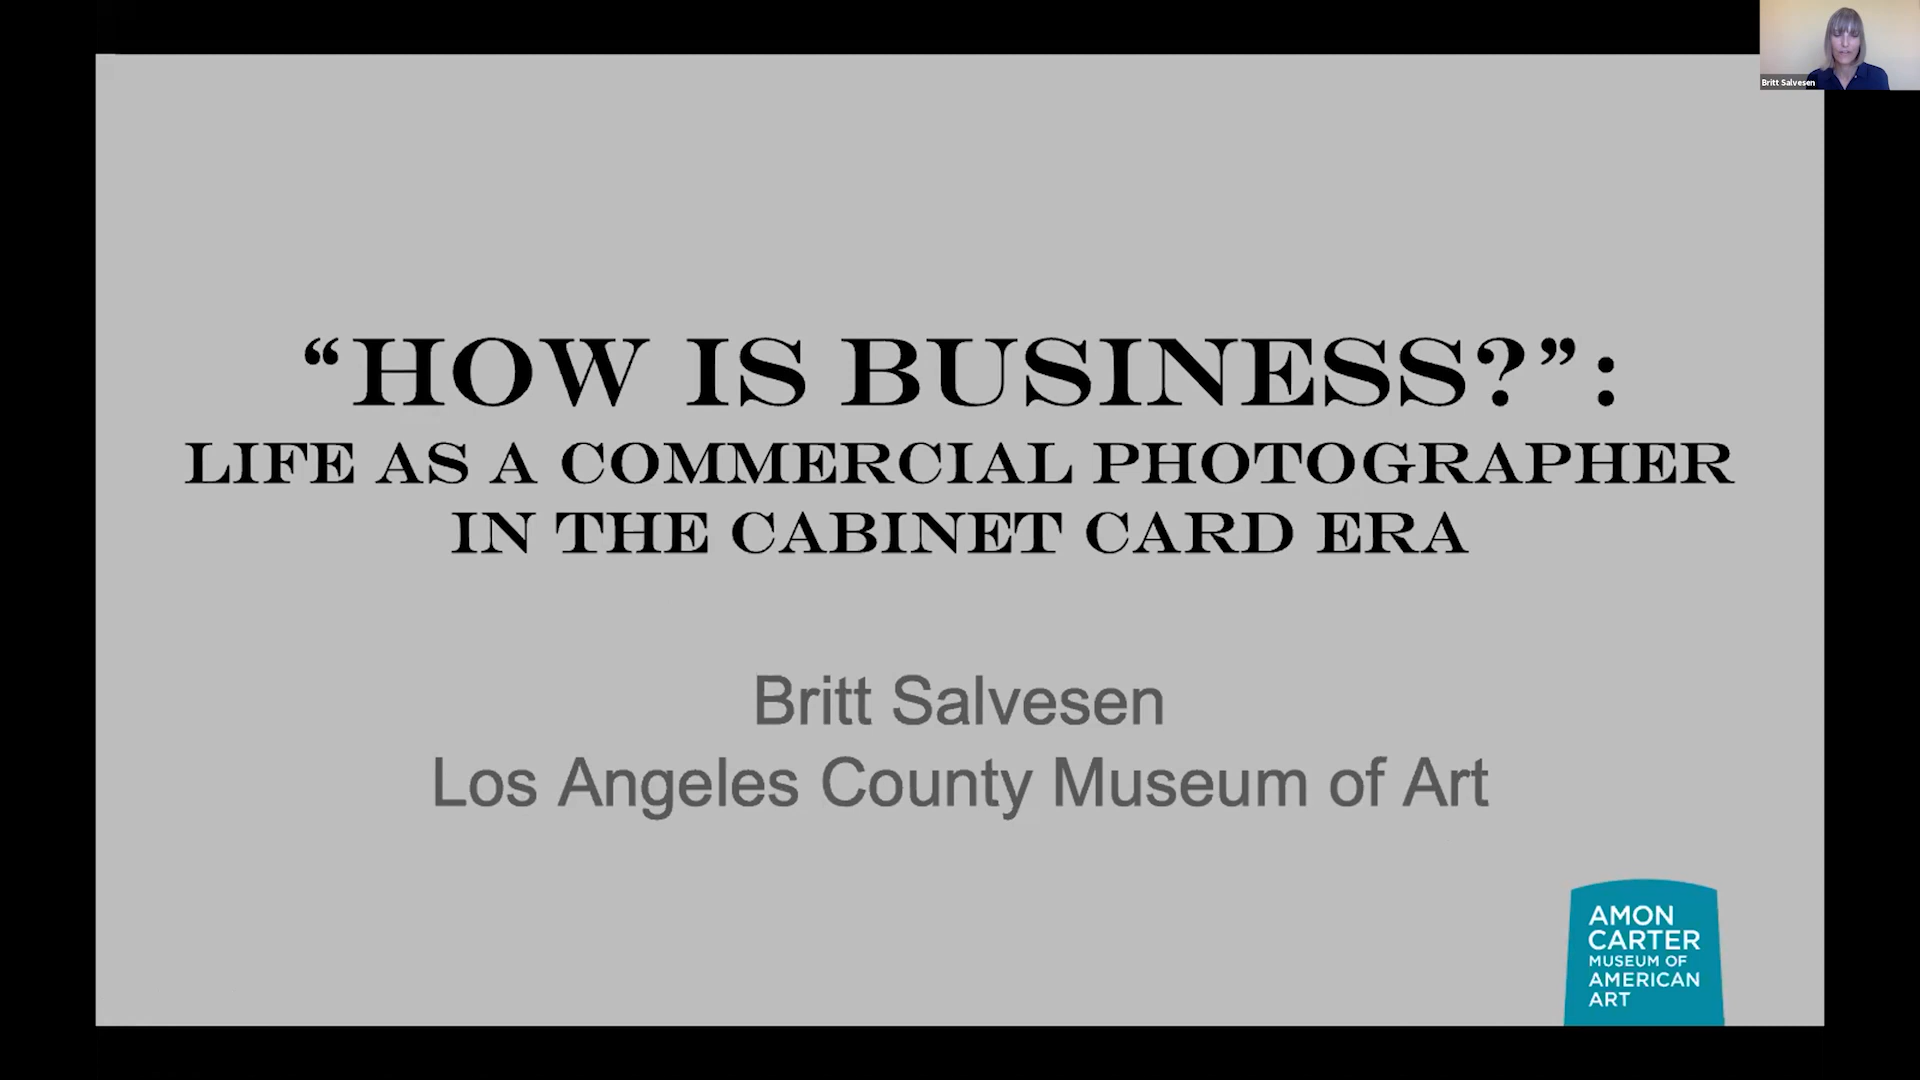 “HOW IS BUSINESS?”:
LIFE AS A COMMERCIAL PHOTOGRAPHER
IN THE CABINET CARD ERA
Britt Salvesen
Los Angeles County Museum of Art
AMON
CARTER
MUSEUM OF
AMERICAN
ART
Britt Salvesen